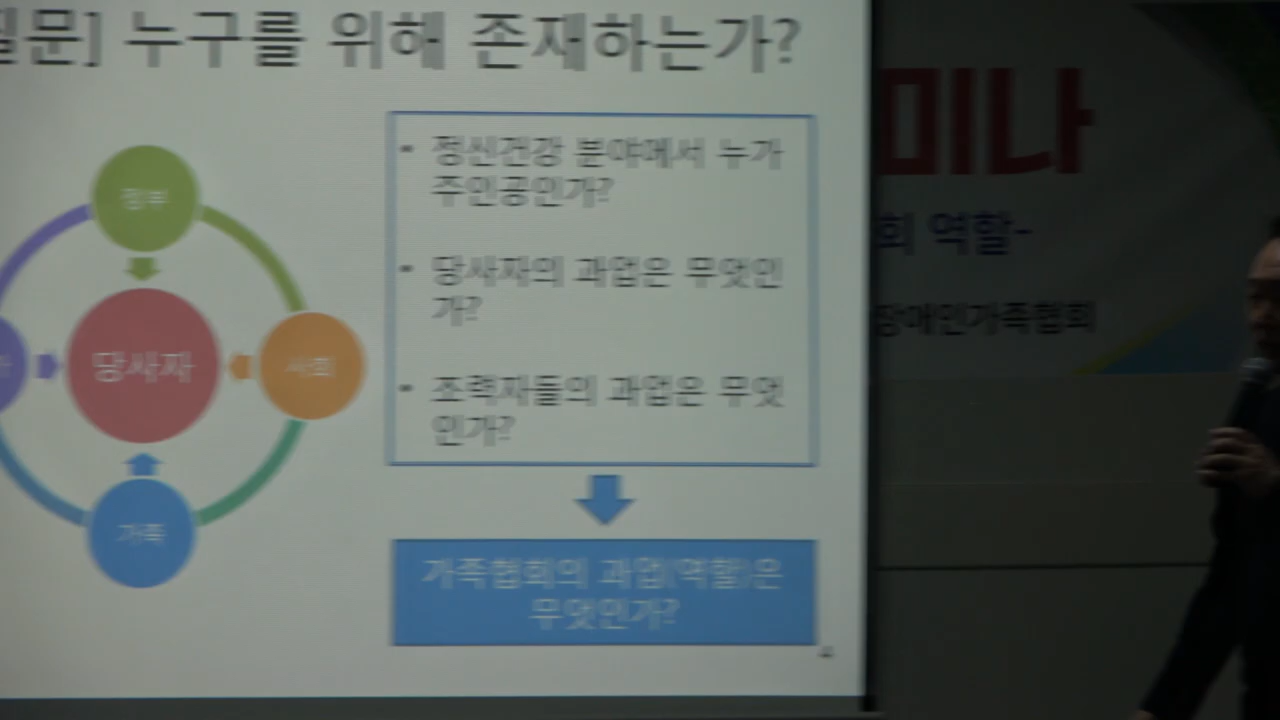 질문] 누구를 위해 존재하는가?
정부
당사자
사회
가족
• 정신건강 분야에서 누가
주인공인가?
• 당사자의 과업은 무엇인
가?
• 조력자들의 과업은 무엇
인가?
가족협회의 과업(역할)은
무엇인가?
4
미나
회 역할-
장애인가족협회